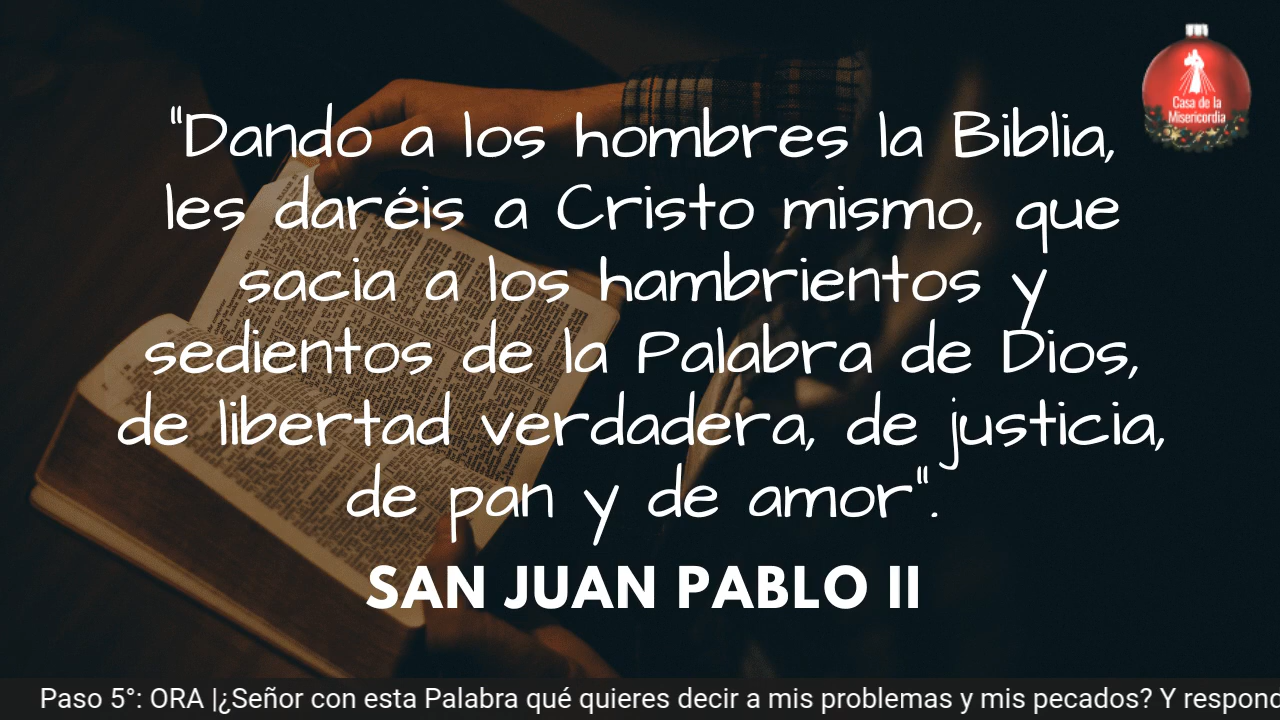 "Dando a los hombres la Biblia,
les daréis a Cristo mismo, que
sacia a los hambrientos y
sedientos de la Palabra de Dios,
de libertad verdadera, de justicia,
de pan y de amor".
SAN JUAN PABLO II
Casa de la
Misericordia
Paso 5°: ORA |¿Señor con esta Palabra qué quieres decir a mis problemas y mis pecados? Y respond